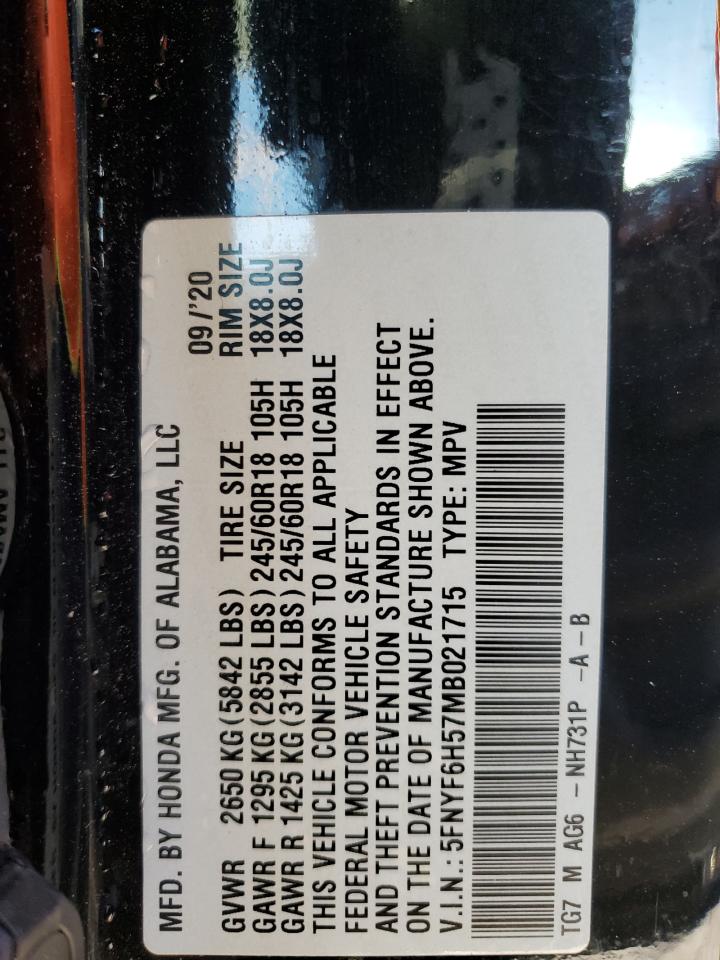 MFD. BY HONDA MFG. OF ALABAMA, LLC
09/'20
GVWR 2650 KG(5842 LBS) TIRE SIZE RIM SIZE
GAWR F 1295 KG(2855 LBS)245/60R18 105H 18X8.0J
GAWR R 1425 KG(3142 LBS)245/60R18 105H 18X8.0J
THIS VEHICLE CONFORMS TO ALL APPLICABLE
FEDERAL MOTOR VEHICLE SAFETY
AND THEFT PREVENTION STANDARDS IN EFFECT
ON THE DATE OF MANUFACTURE SHOWN ABOVE.
V.I.N.: 5FNYF6H57MB021715 TYPE: MPV
TG7 M AG6 -NH731P -A -B